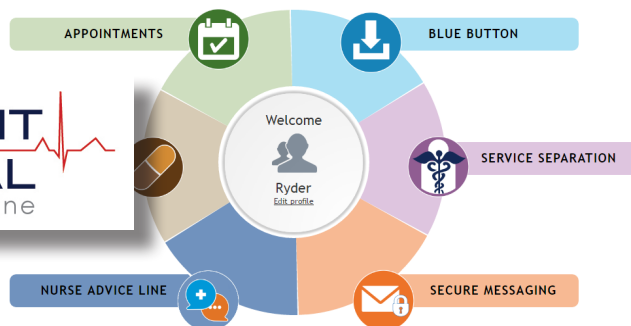 APPOINTMENTS
BLUE BUTTON
Welcome
SERVICE SEPARATION
Ryder
Edit profile
NURSE ADVICE LINE
SECURE MESSAGING